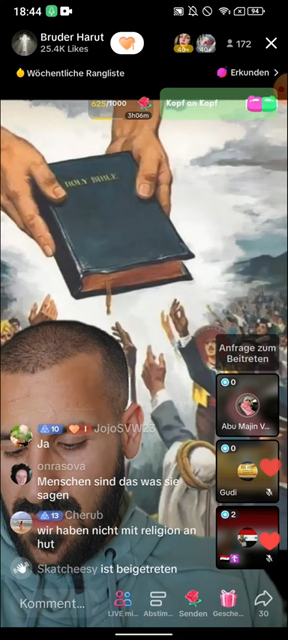 18:44
94
Bruder Harut
25.4K Likes
172
Wöchentliche Rangliste
Erkunden >
625/1000
3h06m
Kopf an Kopf
HOLY BIBLE
Anfrage zum
Beitreten
0
Abu Majin V...
0
Gudi
2
10 JojoSVW23
Ja
onrasova
Menschen sind das was sie
sagen
13 Cherub
wir haben nicht mit religion an
hut
Skatcheesy ist beigetreten
Komment...
LIVE mi...
Abstim...
Senden
Gesche...
30